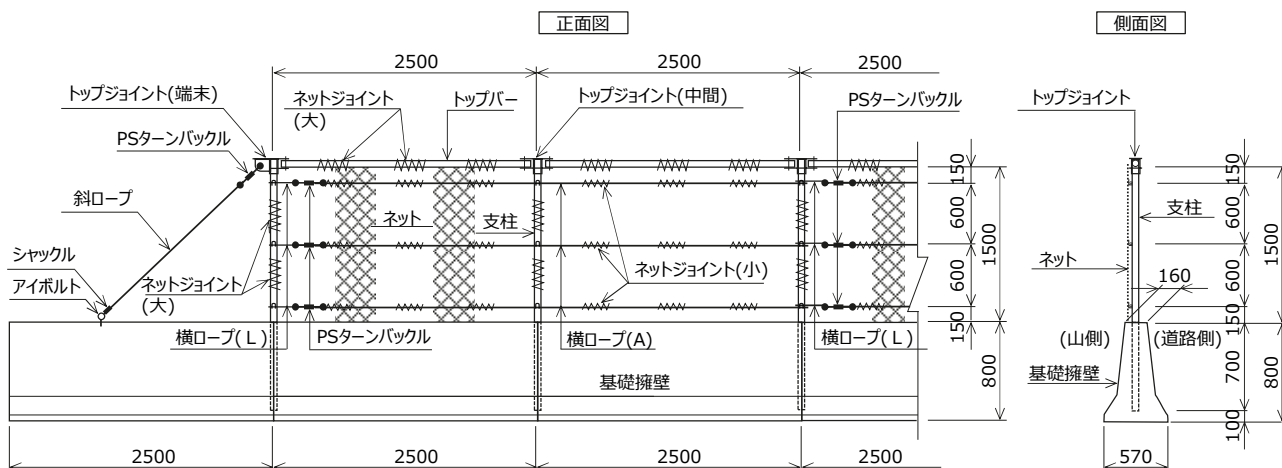 正面図
側面図
2500
2500
2500
トップジョイント(端末)
ネットジョイント
(大)
トップバー
トップジョイント(中間)
PSターンバックル
トップジョイント
PSターンバックル
斜ロープ
ネット
支柱
シャックル
アイボルト
ネットジョイント
(大)
ネットジョイント(小)
横ロープ(L)
PSターンバックル
横ロープ(A)
横ロープ(L)
基礎擁壁
150
600
600
150
1500
800
2500
2500
2500
2500
支柱
ネット
160
(山側)
(道路側)
基礎擁壁
150
600
600
150
700
100
1500
800
570